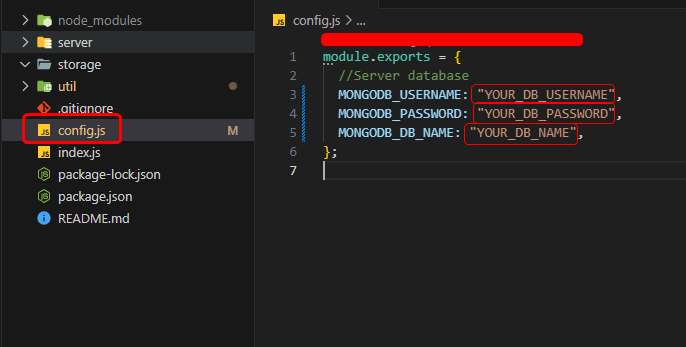 node_modules
server
storage
util
.gitignore
config.js M
index.js
package-lock.json
package.json
README.md
config.js > ...
1 module.exports = {
2 //Server database
3 MONGODB_USERNAME: "YOUR_DB_USERNAME",
4 MONGODB_PASSWORD: "YOUR_DB_PASSWORD",
5 MONGODB_DB_NAME: "YOUR_DB_NAME",
6 };
7